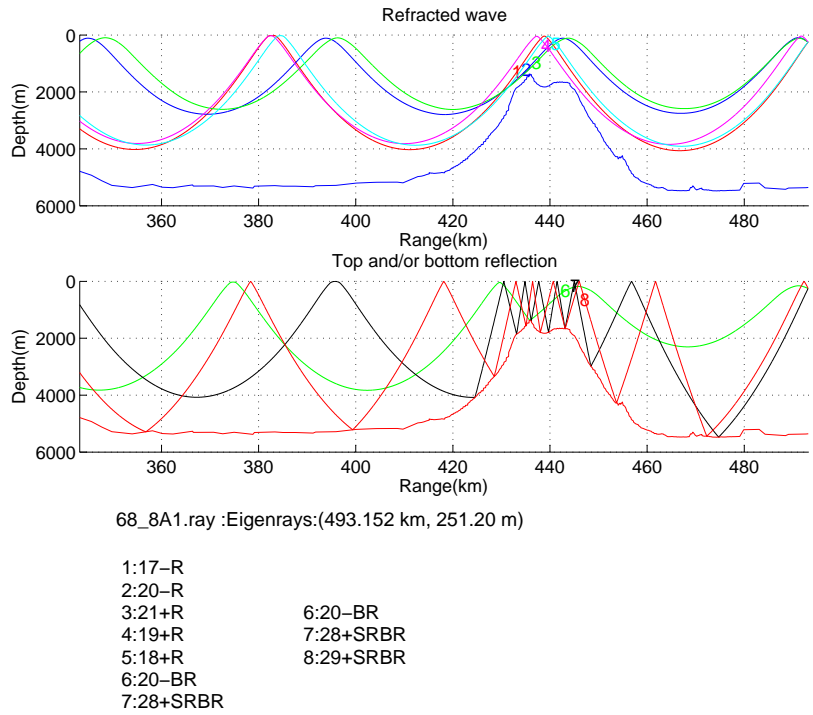 Refracted wave
0
2000
4000
6000
Depth(m)
360
380
400
420
440
460
480
Range(km)
1
2
3
4
5
Top and/or bottom reflection
0
2000
4000
6000
Depth(m)
360
380
400
420
440
460
480
Range(km)
6
7
8
68_8A1.ray :Eigenrays:(493.152 km, 251.20 m)
1:17−R
2:20−R
3:21+R 6:20−BR
4:19+R 7:28+SRBR
5:18+R 8:29+SRBR
6:20−BR
7:28+SRBR